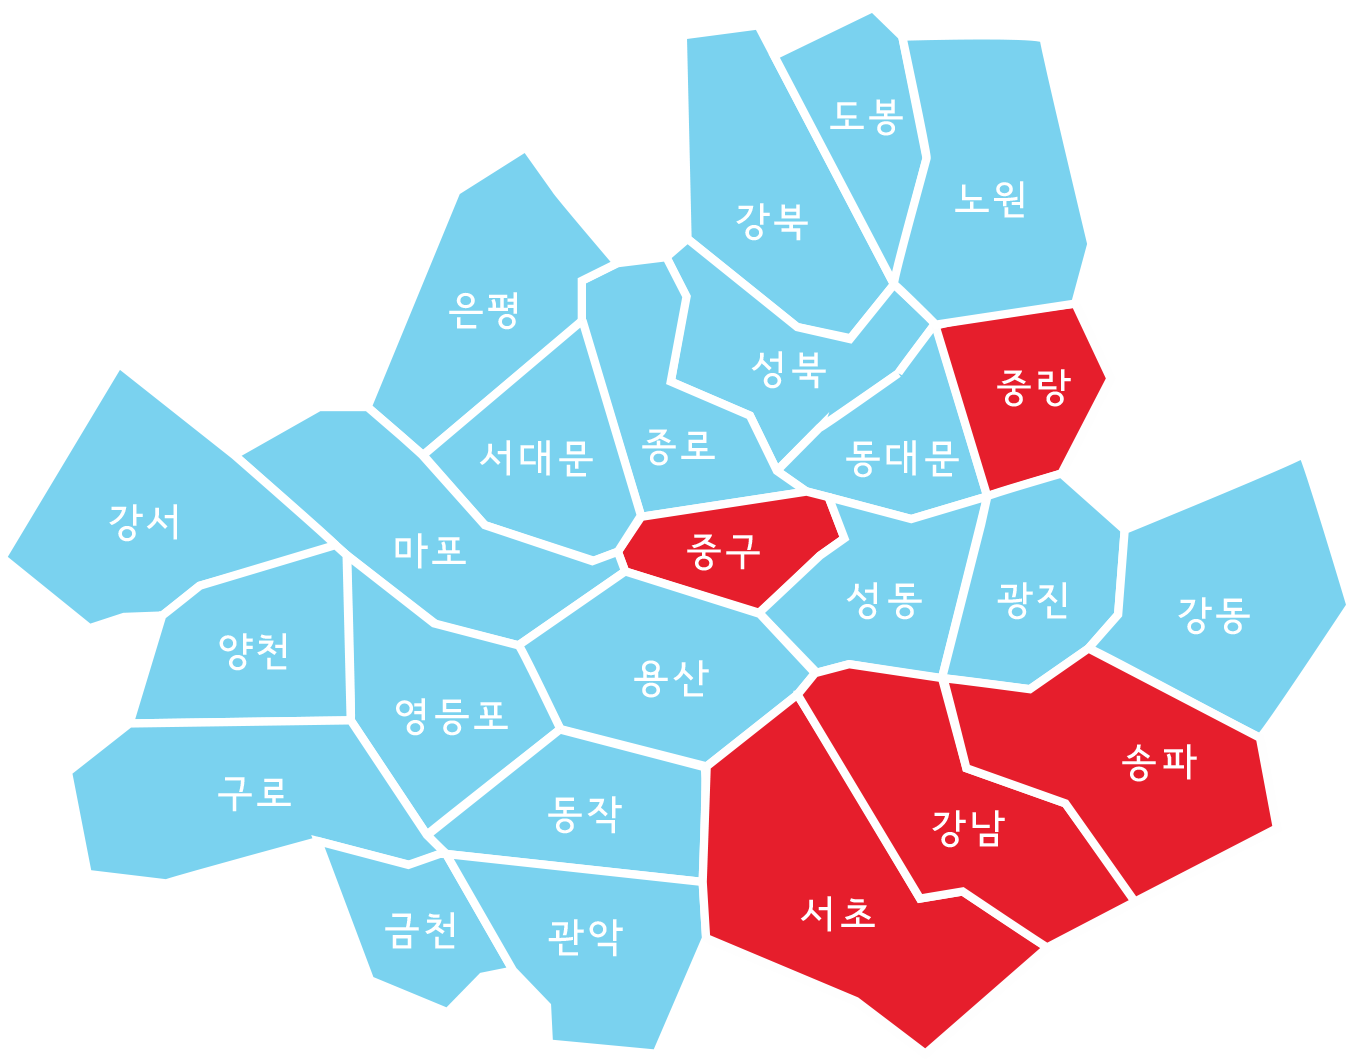 도봉
노원
강북
은평
성북
중랑
종로
서대문
동대문
강서
마포
중구
성동
광진
강동
양천
용산
영등포
송파
구로
동작
강남
서초
금천
관악